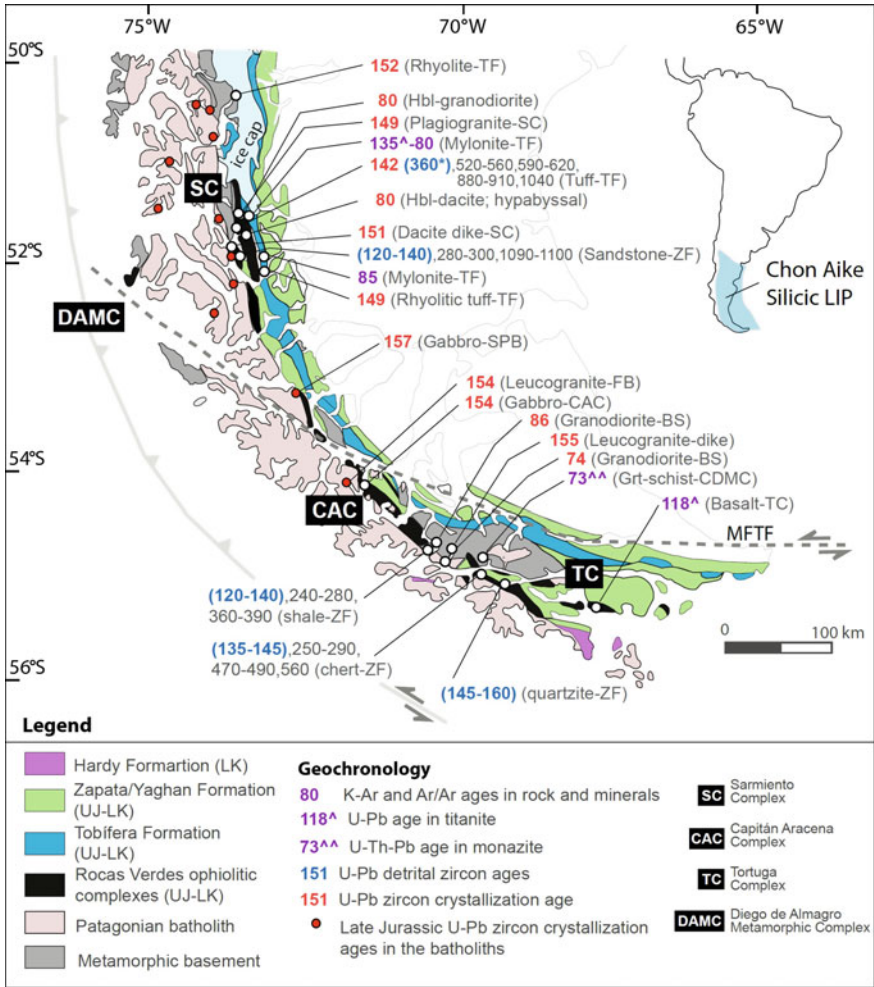 75°W
70°W
65°W
50°S
52°S
54°S
56°S
ice cap
SC
DAMC
CAC
TC
MFTF
152 (Rhyolite-TF)
80 (Hbl-granodiorite)
149 (Plagiogranite-SC)
135^-80 (Mylonite-TF)
142 (360*),520-560,590-620,
880-910,1040 (Tuff-TF)
80 (Hbl-dacite; hypabyssal)
151 (Dacite dike-SC)
(120-140),280-300,1090-1100 (Sandstone-ZF)
85 (Mylonite-TF)
149 (Rhyolitic tuff-TF)
157 (Gabbro-SPB)
154 (Leucogranite-FB)
154 (Gabbro-CAC)
86 (Granodiorite-BS)
155 (Leucogranite-dike)
74 (Granodiorite-BS)
73^^ (Grt-schist-CDMC)
118^ (Basalt-TC)
Chon Aike
Silicic LIP
(120-140),240-280,
360-390 (shale-ZF)
(135-145),250-290,
470-490,560 (chert-ZF)
(145-160) (quartzite-ZF)
0 100 km
Legend
Hardy Formartion (LK)
Zapata/Yaghan Formation
(UJ-LK)
Tobífera Formation
(UJ-LK)
Rocas Verdes ophiolitic
complexes (UJ-LK)
Patagonian batholith
Metamorphic basement
Geochronology
80 K-Ar and Ar/Ar ages in rock and minerals
118^ U-Pb age in titanite
73^^ U-Th-Pb age in monazite
151 U-Pb detrital zircon ages
151 U-Pb zircon crystallization age
Late Jurassic U-Pb zircon crystallization
ages in the batholiths
SC Sarmiento
Complex
CAC Capitán Aracena
Complex
TC Tortuga
Complex
DAMC Diego de Almagro
Metamorphic Complex